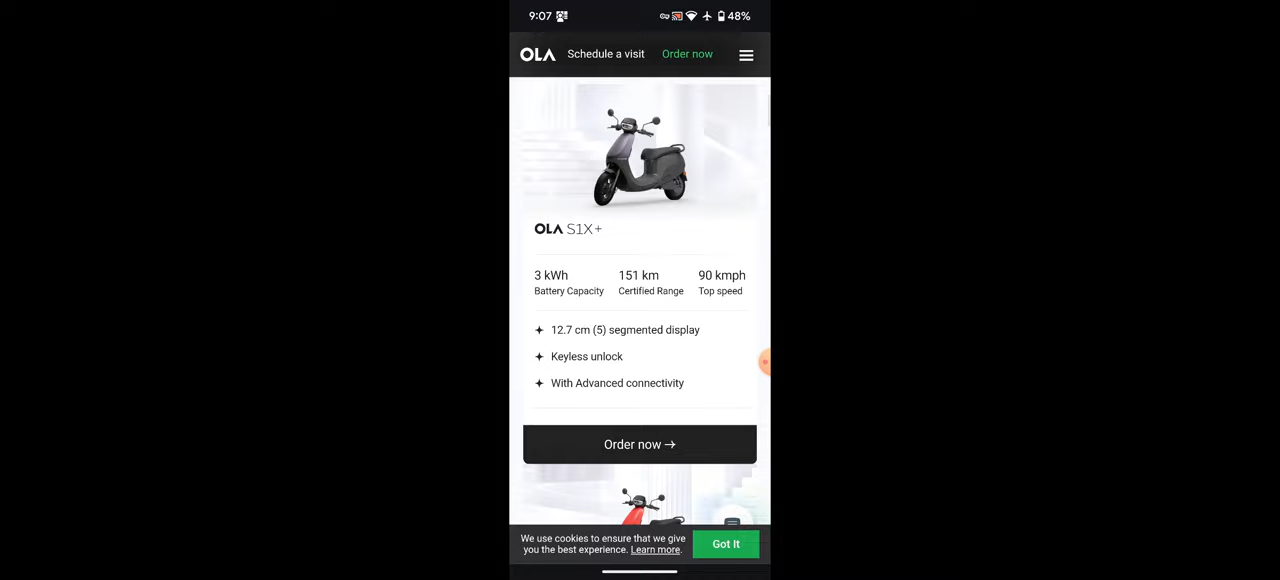 9:07 48%
OLA Schedule a visit Order now
OLA S1X+
3 kWh 151 km 90 kmph
Battery Capacity Certified Range Top speed
12.7 cm (5) segmented display
Keyless unlock
With Advanced connectivity
Order now →
We use cookies to ensure that we give
you the best experience. Learn more.
Got It